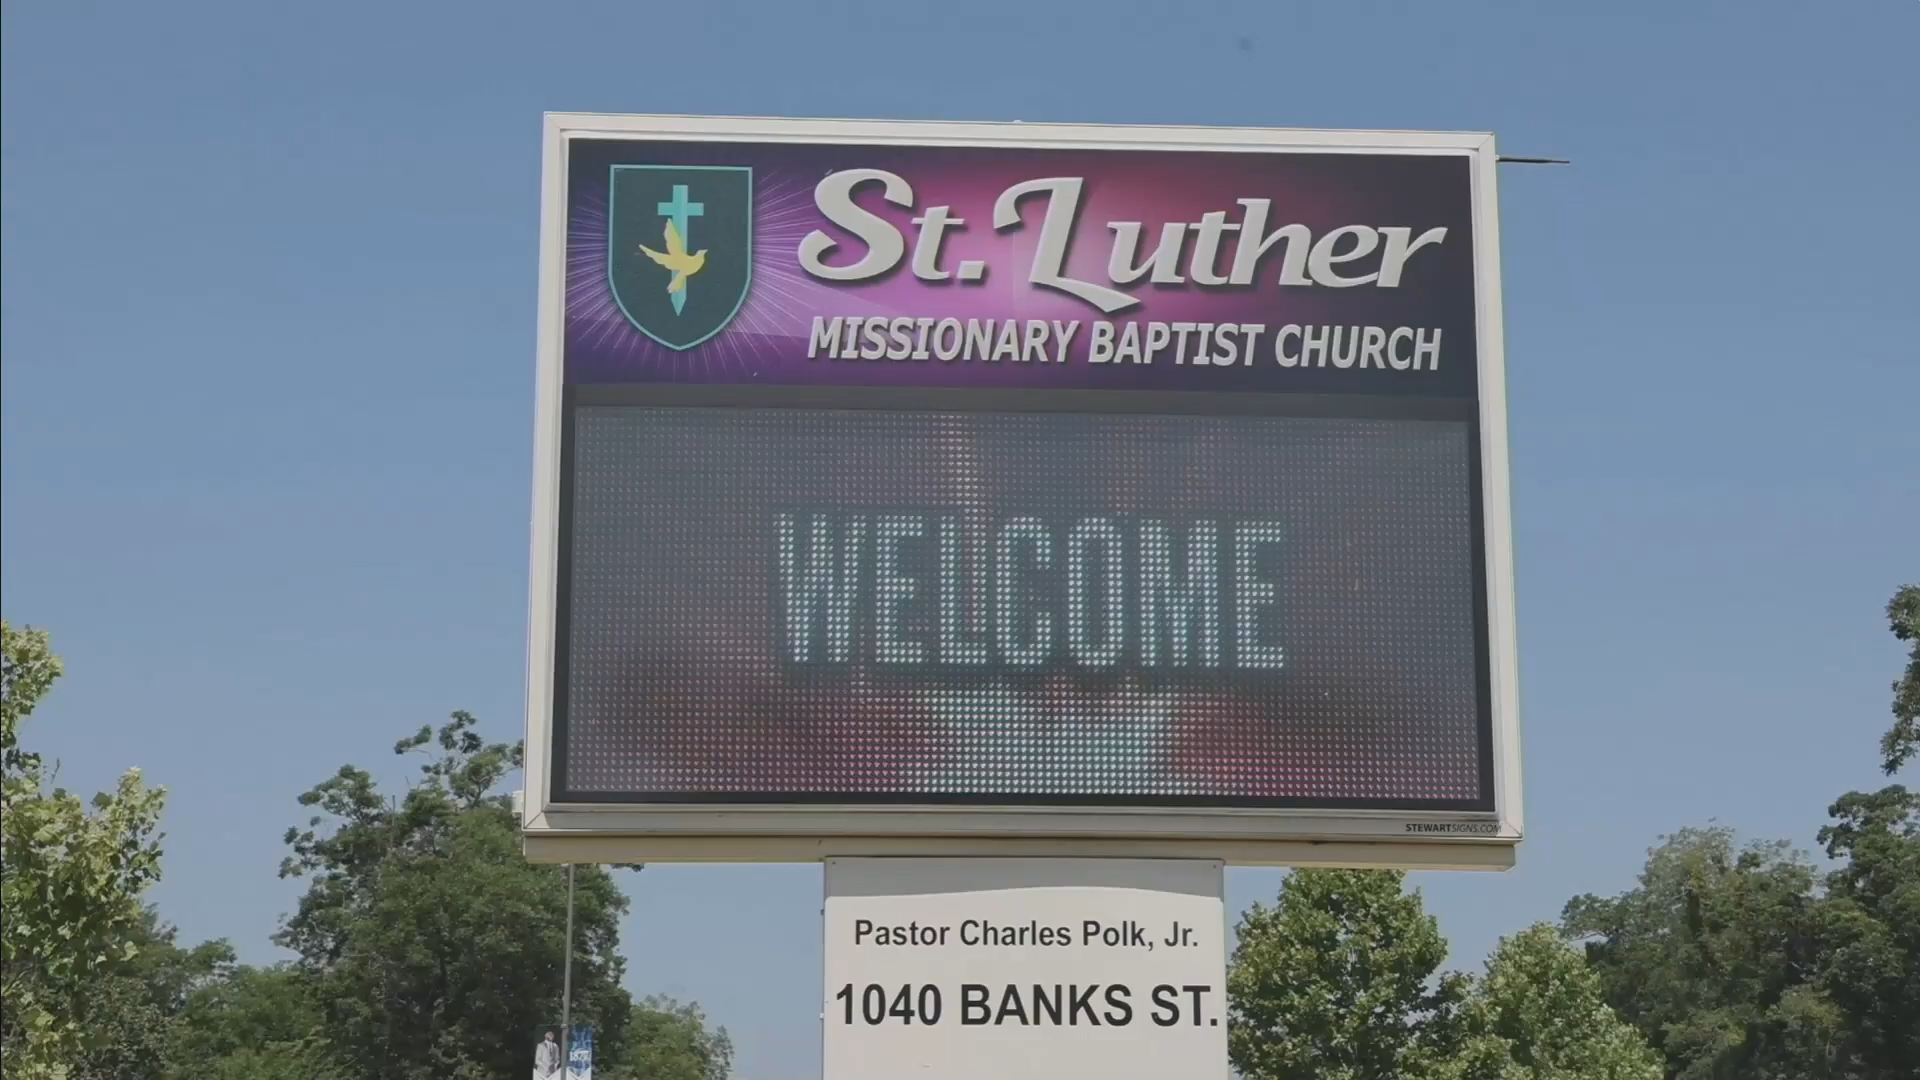 St. Luther
MISSIONARY BAPTIST CHURCH
WELCOME
STEWARTSIGNS.COM
Pastor Charles Polk, Jr.
1040 BANKS ST.